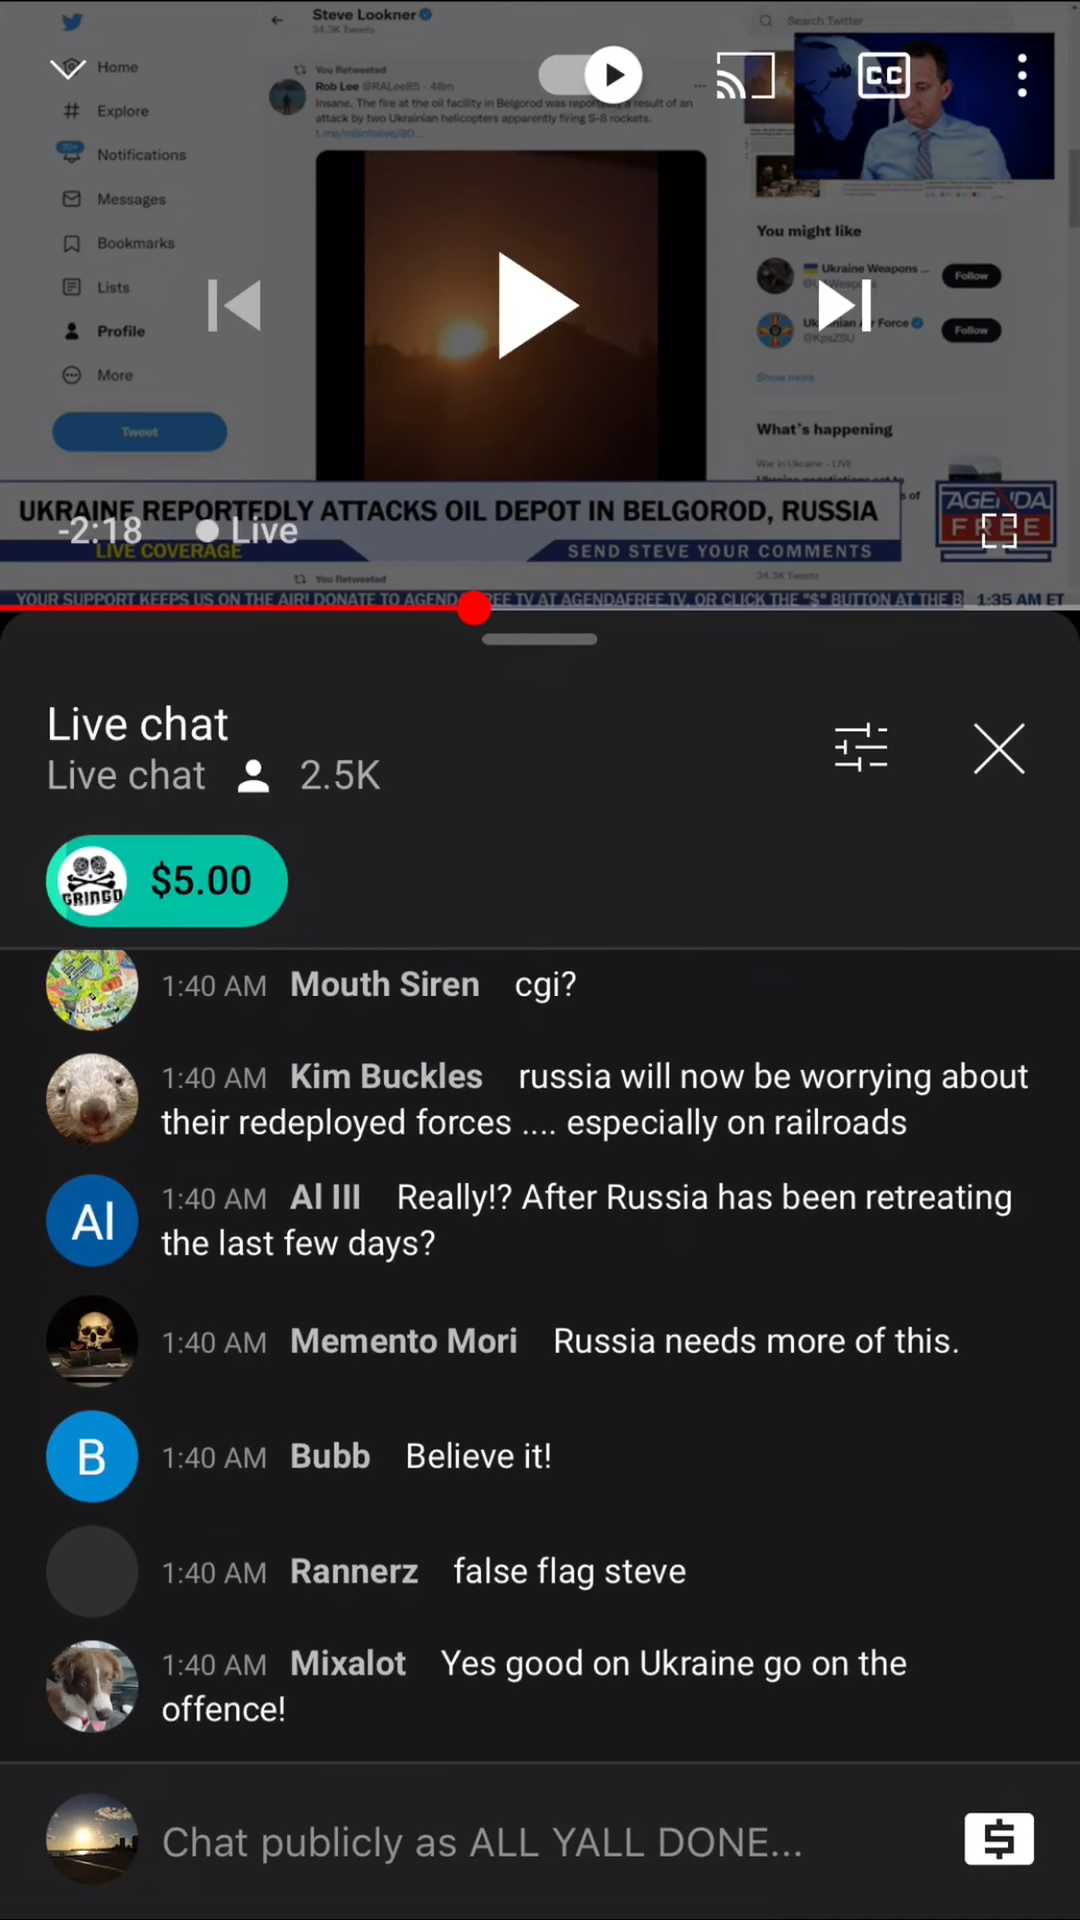 Steve Lookner
34.3K Tweets
Search Twitter
Home
You Retweeted
Rob Lee @RALee85 · 48m
Insane. The fire at the oil facility in Belgorod was reportedly a result of an
attack by two Ukrainian helicopters apparently firing S-8 rockets.
CC
# Explore
20+
Notifications
Messages
Bookmarks
Lists
Profile
More
Tweet
You might like
Ukraine Weapons ...
Follow
Force
@KpsZSU
Follow
Show more
What's happening
War in Ukraine - LIVE
UKRAINE REPORTEDLY ATTACKS OIL DEPOT IN BELGOROD, RUSSIA
AGENDA
FREE
-2:18
Live
LIVE COVERAGE
SEND STEVE YOUR COMMENTS
You Retweeted
34.3K Tweets
YOUR SUPPORT KEEPS US ON THE AIR! DONATE TO AGEND REE TV AT AGENDAFREE.TV, OR CLICK THE "$" BUTTON AT THE B
1:35 AM ET
Live chat
Live chat 2.5K
GRINGO
$5.00
1:40 AM Mouth Siren cgi?
1:40 AM Kim Buckles russia will now be worrying about
their redeployed forces .... especially on railroads
Al
1:40 AM Al III Really!? After Russia has been retreating
the last few days?
1:40 AM Memento Mori Russia needs more of this.
B
1:40 AM Bubb Believe it!
1:40 AM Rannerz false flag steve
1:40 AM Mixalot Yes good on Ukraine go on the
offence!
Chat publicly as ALL YALL DONE...
$